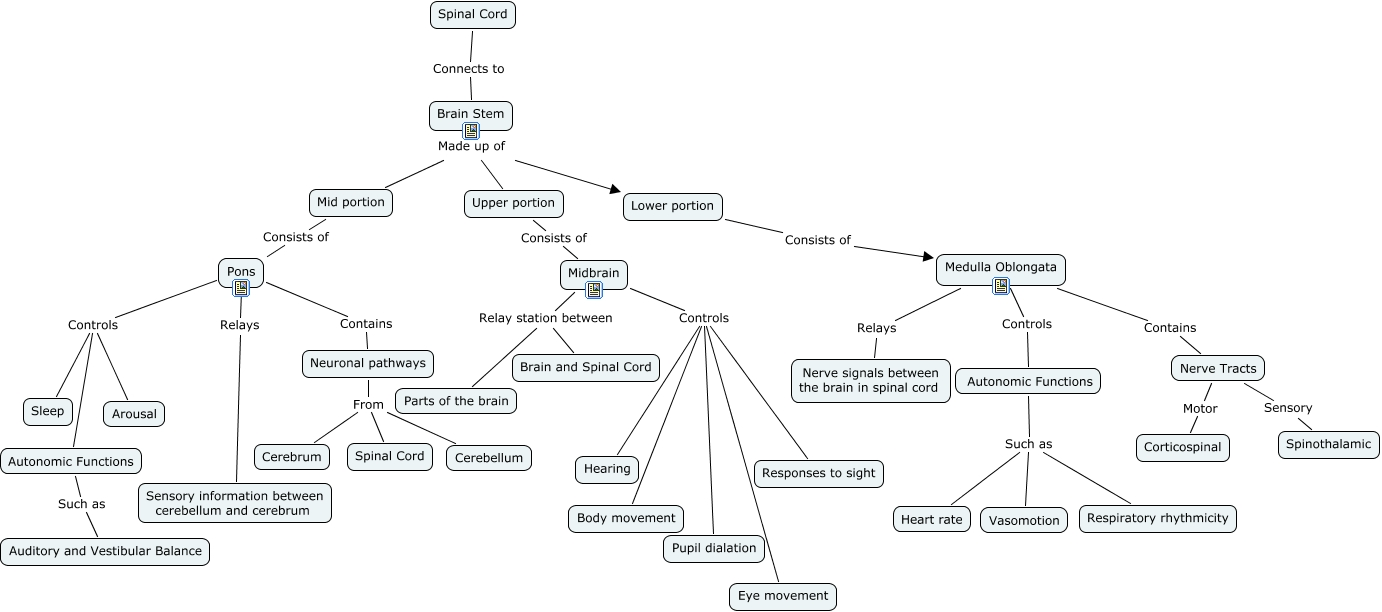 Spinal Cord
Connects to
Brain Stem
Made up of
Mid portion
Upper portion
Lower portion
Consists of
Consists of
Consists of
Pons
Midbrain
Medulla Oblongata
Controls
Relays
Contains
Relay station between
Controls
Relays
Controls
Contains
Neuronal pathways
Brain and Spinal Cord
Nerve signals between
the brain in spinal cord
Autonomic Functions
Nerve Tracts
Sleep
Arousal
From
Parts of the brain
Motor
Sensory
Autonomic Functions
Cerebrum
Spinal Cord
Cerebellum
Hearing
Responses to sight
Such as
Corticospinal
Spinothalamic
Such as
Sensory information between
cerebellum and cerebrum
Body movement
Heart rate
Vasomotion
Respiratory rhythmicity
Auditory and Vestibular Balance
Pupil dialation
Eye movement